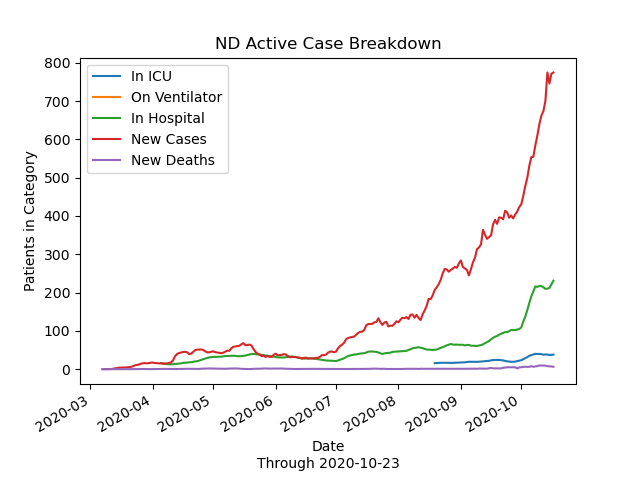 ND Active Case Breakdown
In ICU
On Ventilator
In Hospital
New Cases
New Deaths
Patients in Category
800
700
600
500
400
300
200
100
0
2020-03
2020-04
2020-05
2020-06
2020-07
2020-08
2020-09
2020-10
Date
Through 2020-10-23